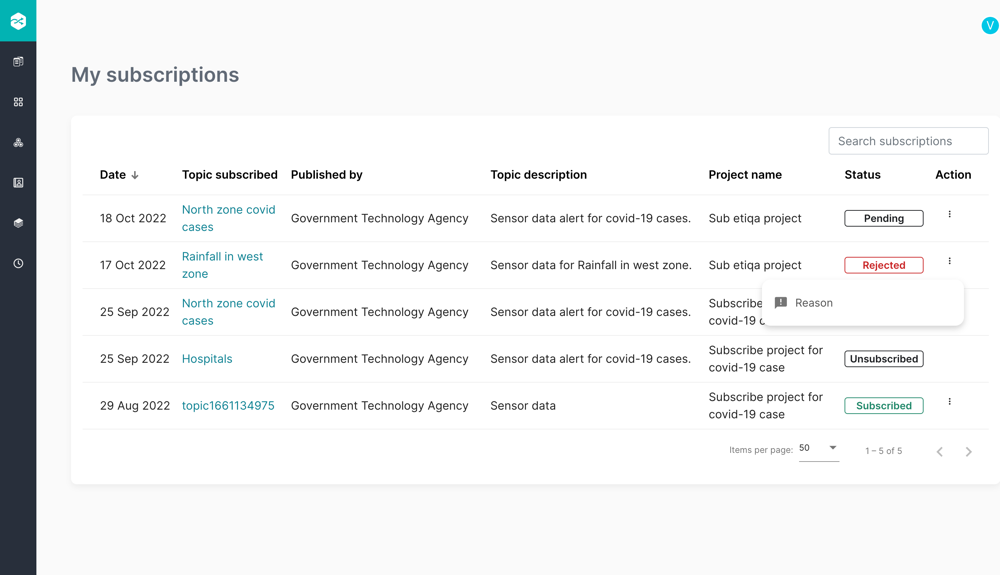 V
My subscriptions
Search subscriptions
Date Topic subscribed Published by Topic description Project name Status Action
18 Oct 2022 North zone covid cases Government Technology Agency Sensor data alert for covid-19 cases. Sub etiqa project Pending
17 Oct 2022 Rainfall in west zone Government Technology Agency Sensor data for Rainfall in west zone. Sub etiqa project Rejected
Reason
25 Sep 2022 North zone covid cases Government Technology Agency Sensor data alert for covid-19 cases. Subscribe covid-19
25 Sep 2022 Hospitals Government Technology Agency Sensor data alert for covid-19 cases. Subscribe project for covid-19 case Unsubscribed
29 Aug 2022 topic1661134975 Government Technology Agency Sensor data Subscribe project for covid-19 case Subscribed
Items per page: 50 1 – 5 of 5